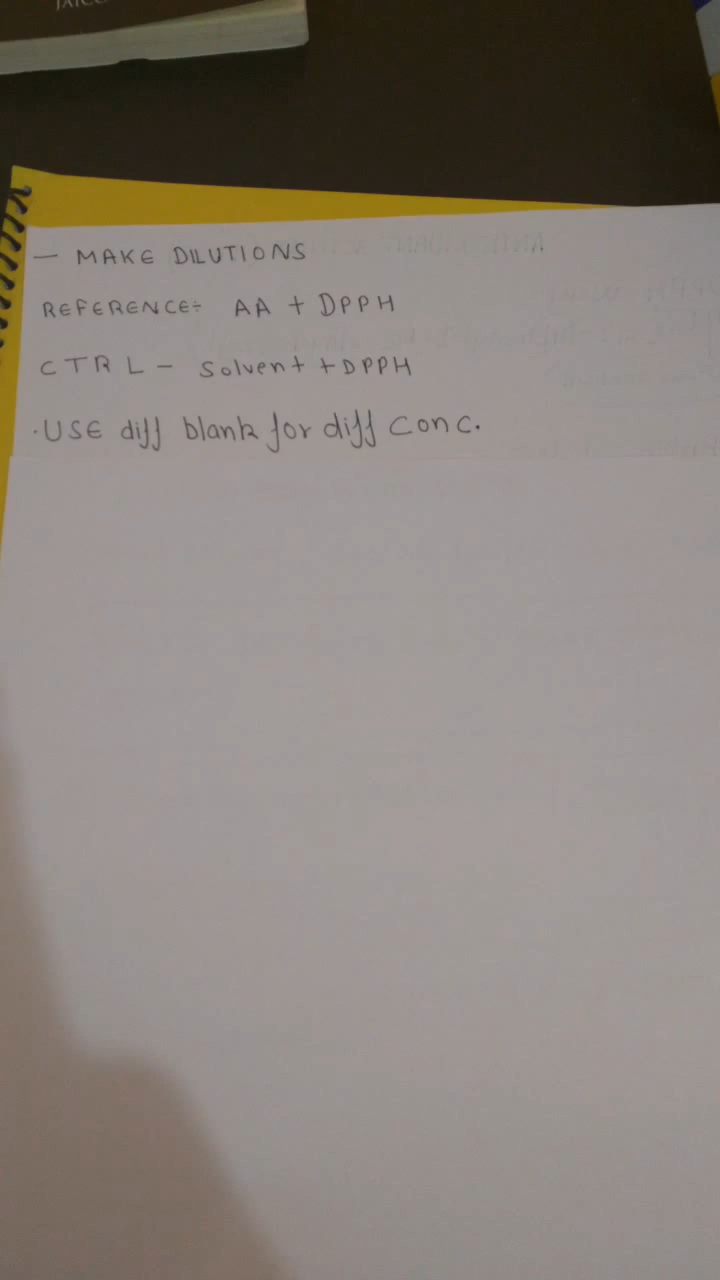 — MAKE DILUTIONS
REFERENCE:- AA + DPPH
CTRL - Solvent + DPPH
·USE diff blank for diff conc.